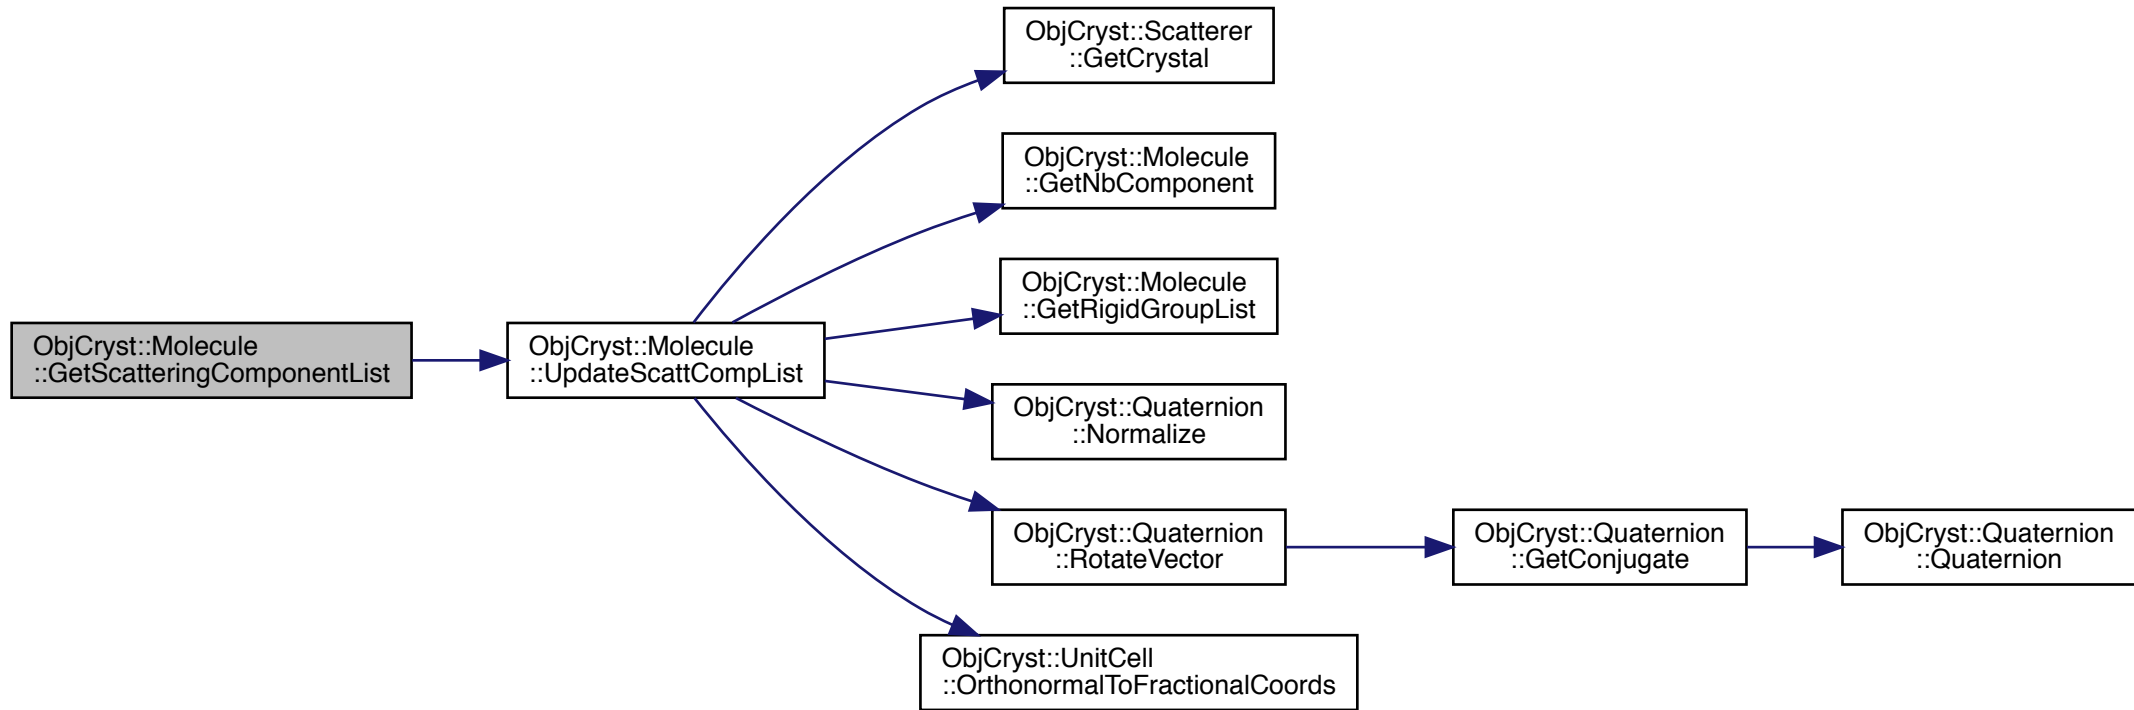 ObjCryst::Molecule
::GetScatteringComponentList
ObjCryst::Molecule
::UpdateScattCompList
ObjCryst::Scatterer
::GetCrystal
ObjCryst::Molecule
::GetNbComponent
ObjCryst::Molecule
::GetRigidGroupList
ObjCryst::Quaternion
::Normalize
ObjCryst::Quaternion
::RotateVector
ObjCryst::Quaternion
::GetConjugate
ObjCryst::Quaternion
::Quaternion
ObjCryst::UnitCell
::OrthonormalToFractionalCoords